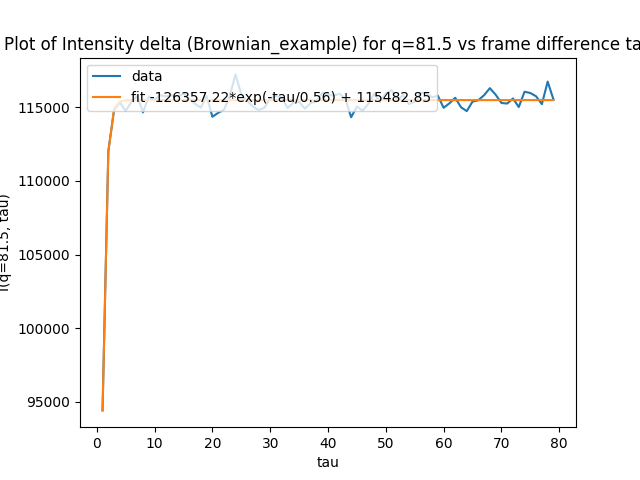 Plot of Intensity delta (Brownian_example) for q=81.5 vs frame difference ta
data
fit -126357.22*exp(-tau/0.56) + 115482.85
I(q=81.5, tau)
115000
110000
105000
100000
95000
0 10 20 30 40 50 60 70 80
tau